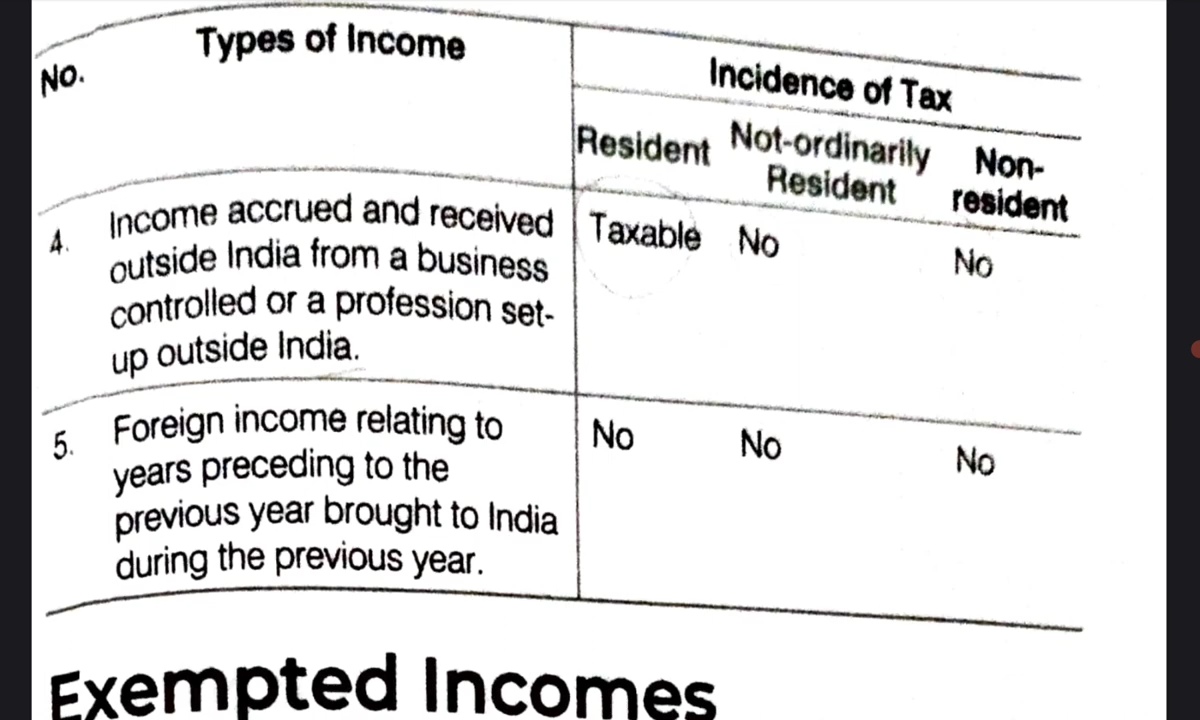 No.
Types of Income
Incidence of Tax
Resident
Not-ordinarily
Resident
Non-
resident
4.
Income accrued and received
outside India from a business
controlled or a profession set-
up outside India.
Taxable
No
No
5.
Foreign income relating to
years preceding to the
previous year brought to India
during the previous year.
No
No
No
Exempted Incomes